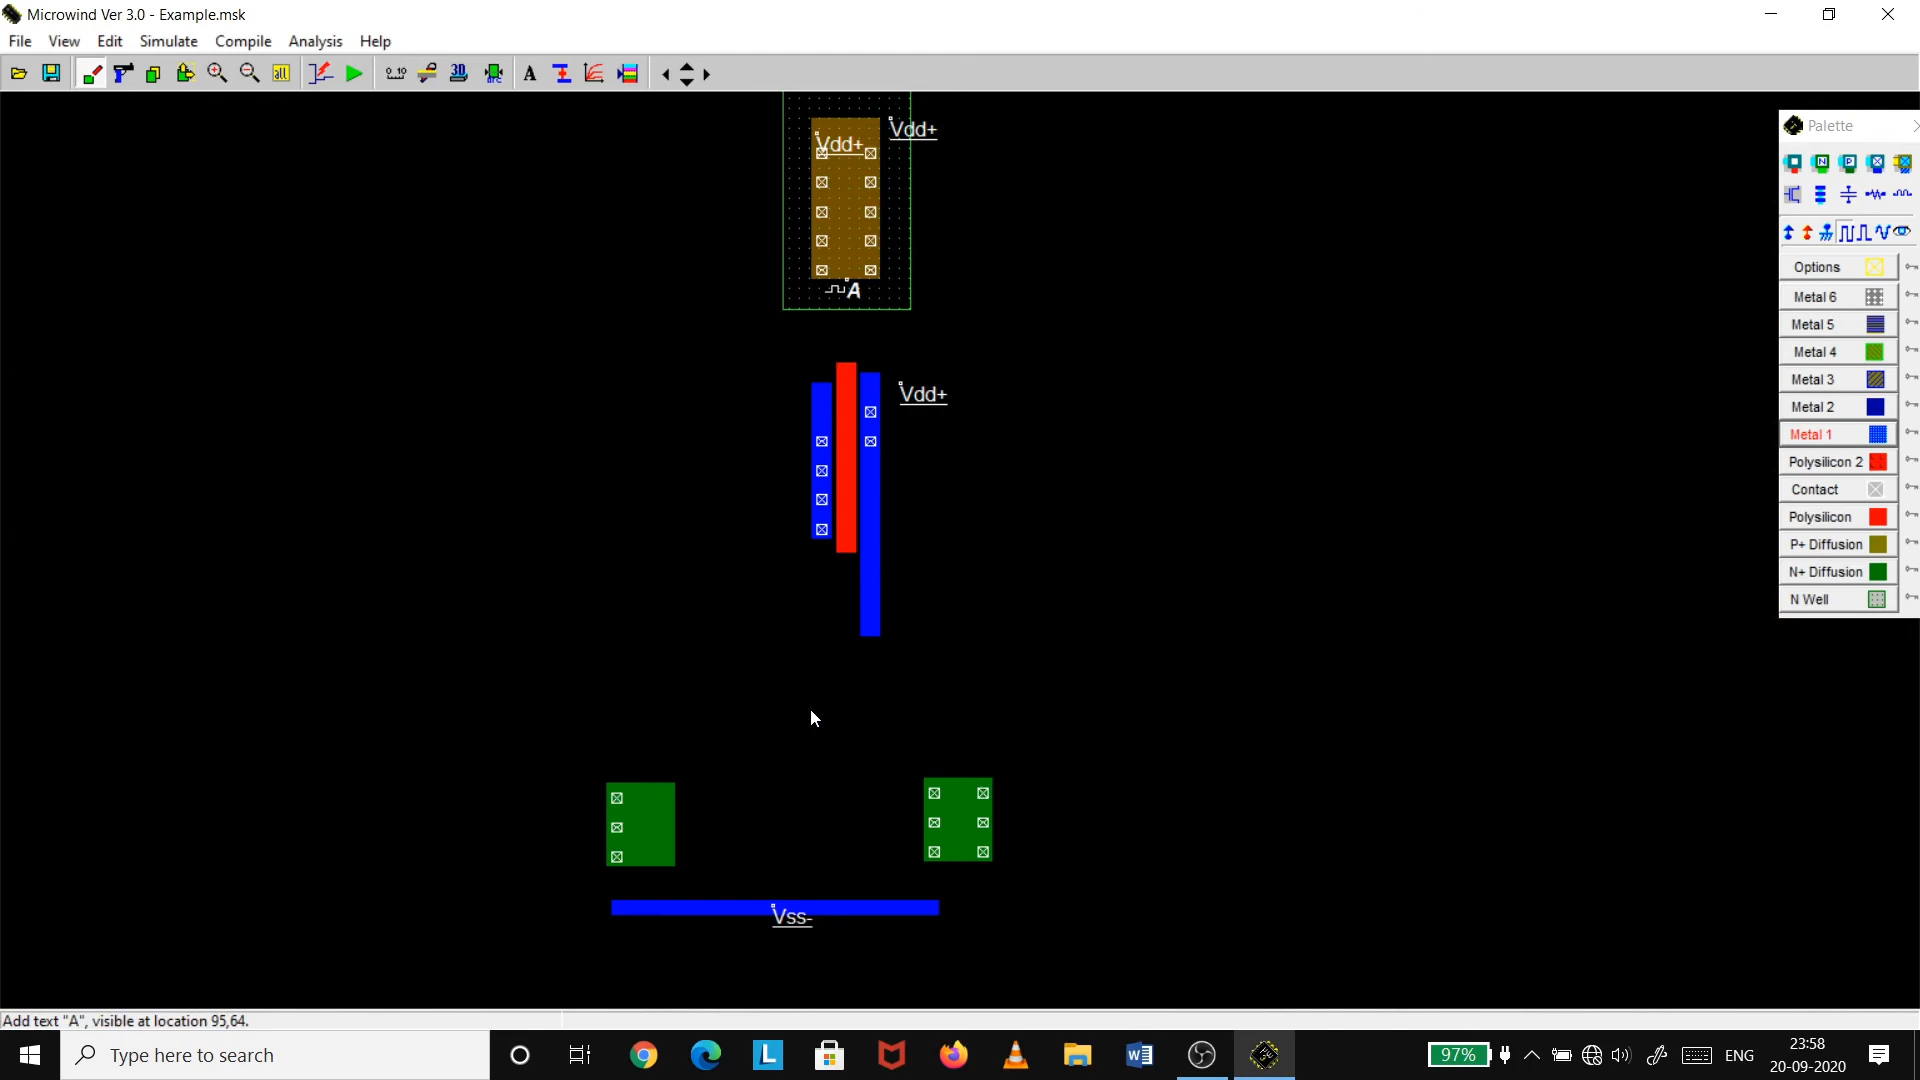 Microwind Ver 3.0 - Example.msk
File View Edit Simulate Compile Analysis Help
Vdd+
Vdd+
A
Vdd+
Vss-
Palette
Options
Metal 6
Metal 5
Metal 4
Metal 3
Metal 2
Metal 1
Polysilicon 2
Contact
Polysilicon
P+ Diffusion
N+ Diffusion
N Well
Add text "A", visible at location 95,64.
Type here to search
97%
ENG
23:58
20-09-2020